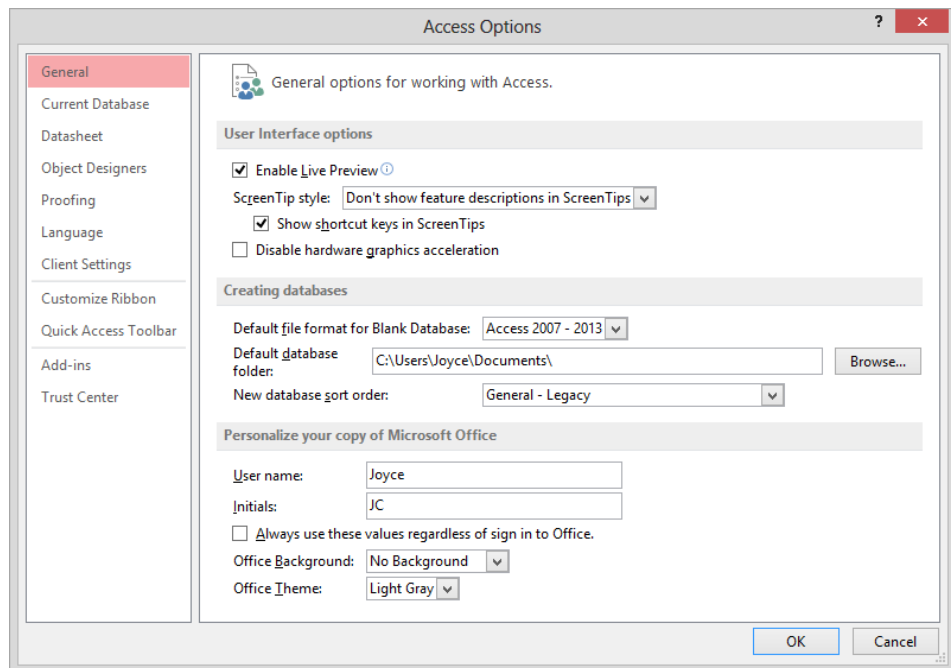 Access Options
?
General
Current Database
Datasheet
Object Designers
Proofing
Language
Client Settings
Customize Ribbon
Quick Access Toolbar
Add-ins
Trust Center
General options for working with Access.
User Interface options
Enable Live Preview
ScreenTip style: Don't show feature descriptions in ScreenTips
Show shortcut keys in ScreenTips
Disable hardware graphics acceleration
Creating databases
Default file format for Blank Database: Access 2007 - 2013
Default database
folder: C:\Users\Joyce\Documents\ Browse...
New database sort order: General - Legacy
Personalize your copy of Microsoft Office
User name: Joyce
Initials: JC
Always use these values regardless of sign in to Office.
Office Background: No Background
Office Theme: Light Gray
OK Cancel